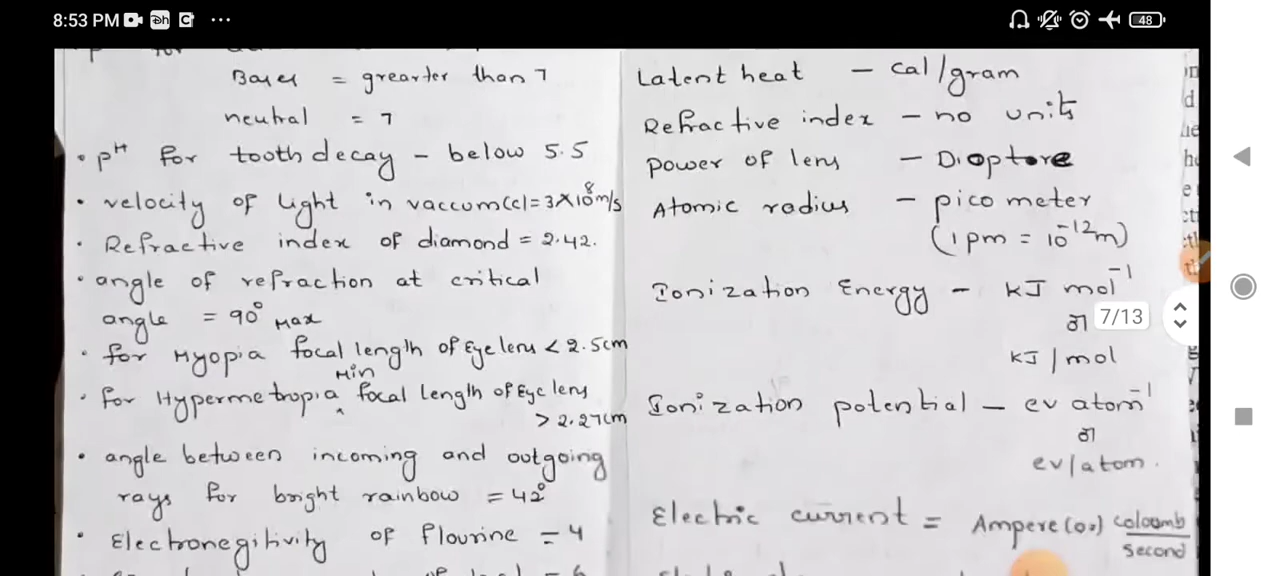 8:53 PM
48
Bases = grearter than 7
neutral = 7
• pH for tooth decay - below 5.5
• velocity of light in vaccum(c)=3×10⁸m/s
• Refractive index of diamond = 2.42.
• angle of refraction at critical
angle = 90° Max
• for Myopia focal length of Eye lens < 2.5cm
Min
• for Hypermetropia ^ focal length of Eye lens
> 2.27cm
• angle between incoming and outgoing
rays for bright rainbow = 42°
• Electronegitivity of flourine = 4
Latent heat - cal/gram
Refractive index - no units
power of lens - Dioptore
Atomic radius - pico meter
(1 pm = 10⁻¹²m)
Ionization Energy - KJ mol⁻¹
7/13
KJ/mol
Ionization potential - ev atom⁻¹
ev/atom.
Electric current = Ampere(or) coloumb
second